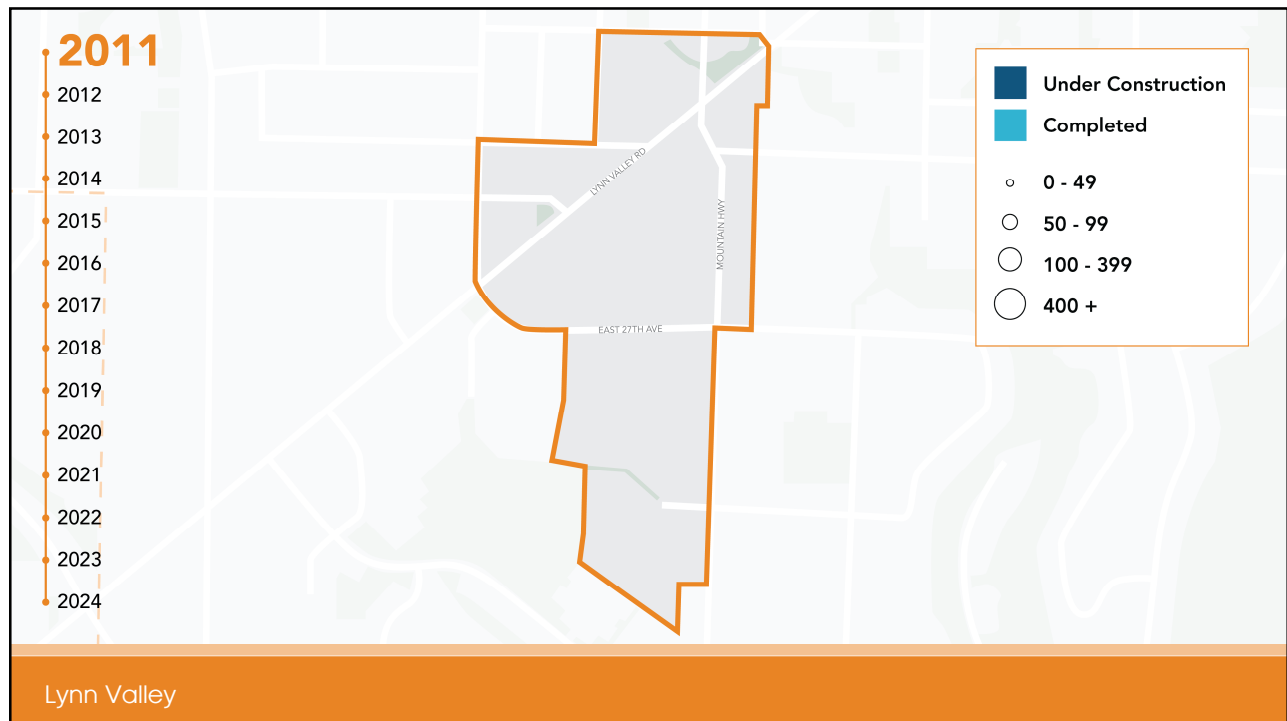 2011
2012
2013
2014
2015
2016
2017
2018
2019
2020
2021
2022
2023
2024
LYNN VALLEY RD
MOUNTAIN HWY
EAST 27TH AVE
Under Construction
Completed
0 - 49
50 - 99
100 - 399
400 +
Lynn Valley